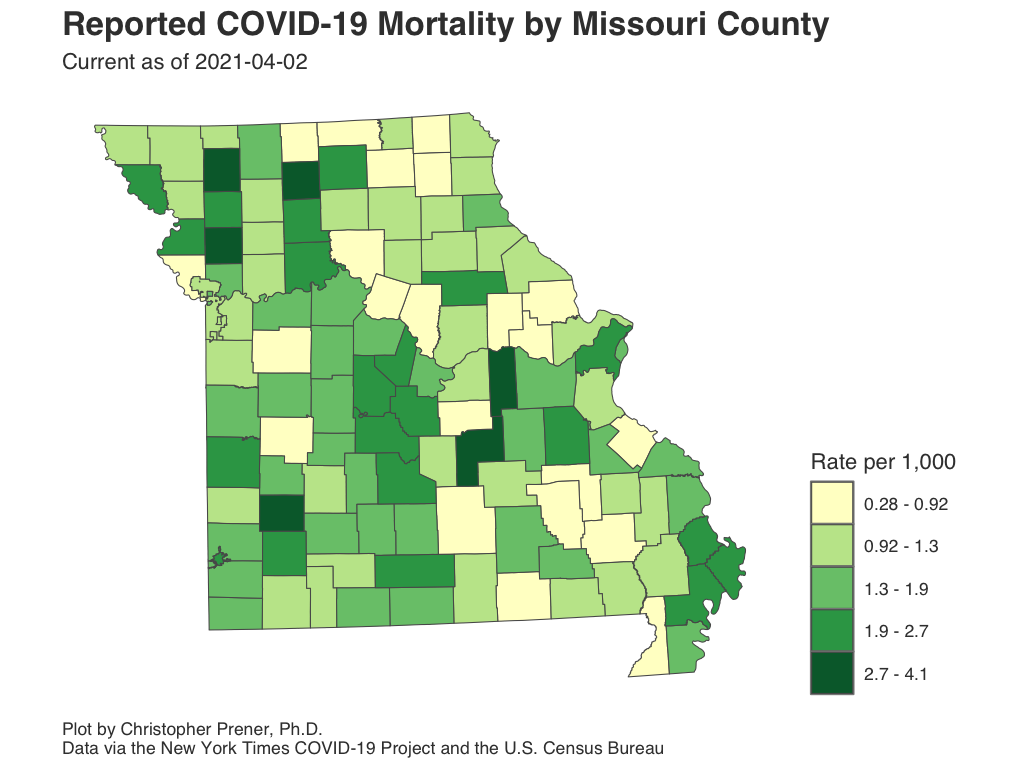 Reported COVID-19 Mortality by Missouri County
Current as of 2021-04-02
Rate per 1,000
0.28 - 0.92
0.92 - 1.3
1.3 - 1.9
1.9 - 2.7
2.7 - 4.1
Plot by Christopher Prener, Ph.D.
Data via the New York Times COVID-19 Project and the U.S. Census Bureau